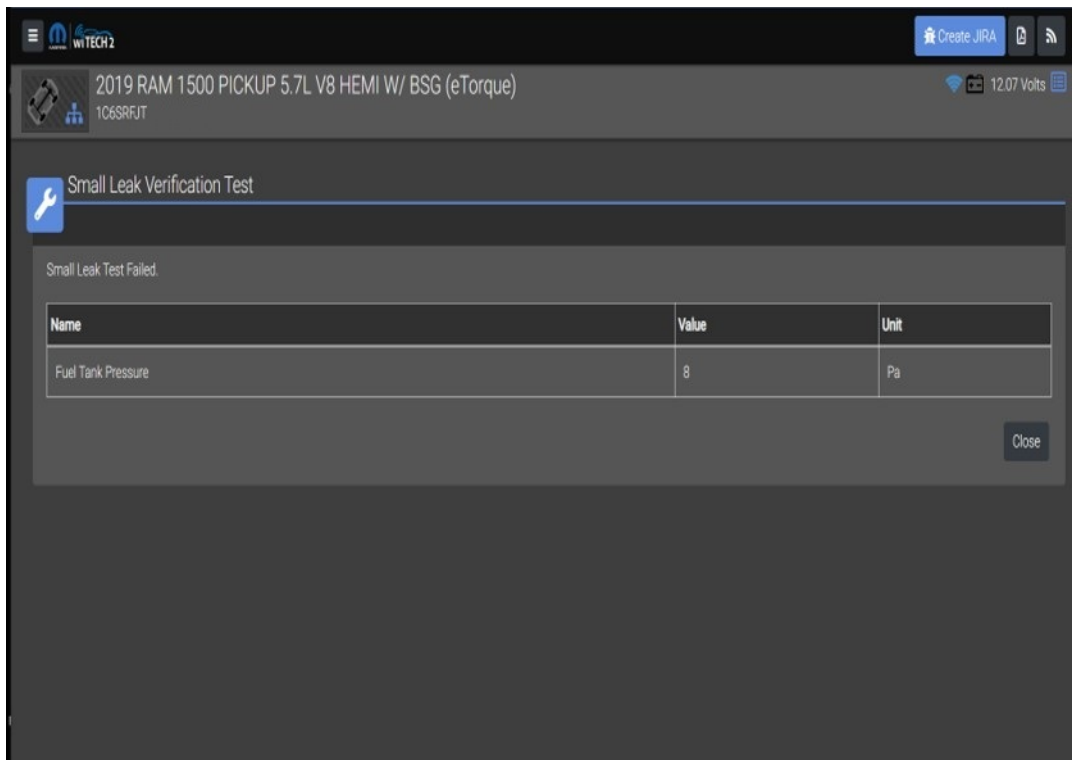 wiTECH2
Create JIRA
2019 RAM 1500 PICKUP 5.7L V8 HEMI W/ BSG (eTorque)
12.07 Volts
1C6SRFJT
Small Leak Verification Test
Small Leak Test Failed.
Name Value Unit
Fuel Tank Pressure 8 Pa
Close